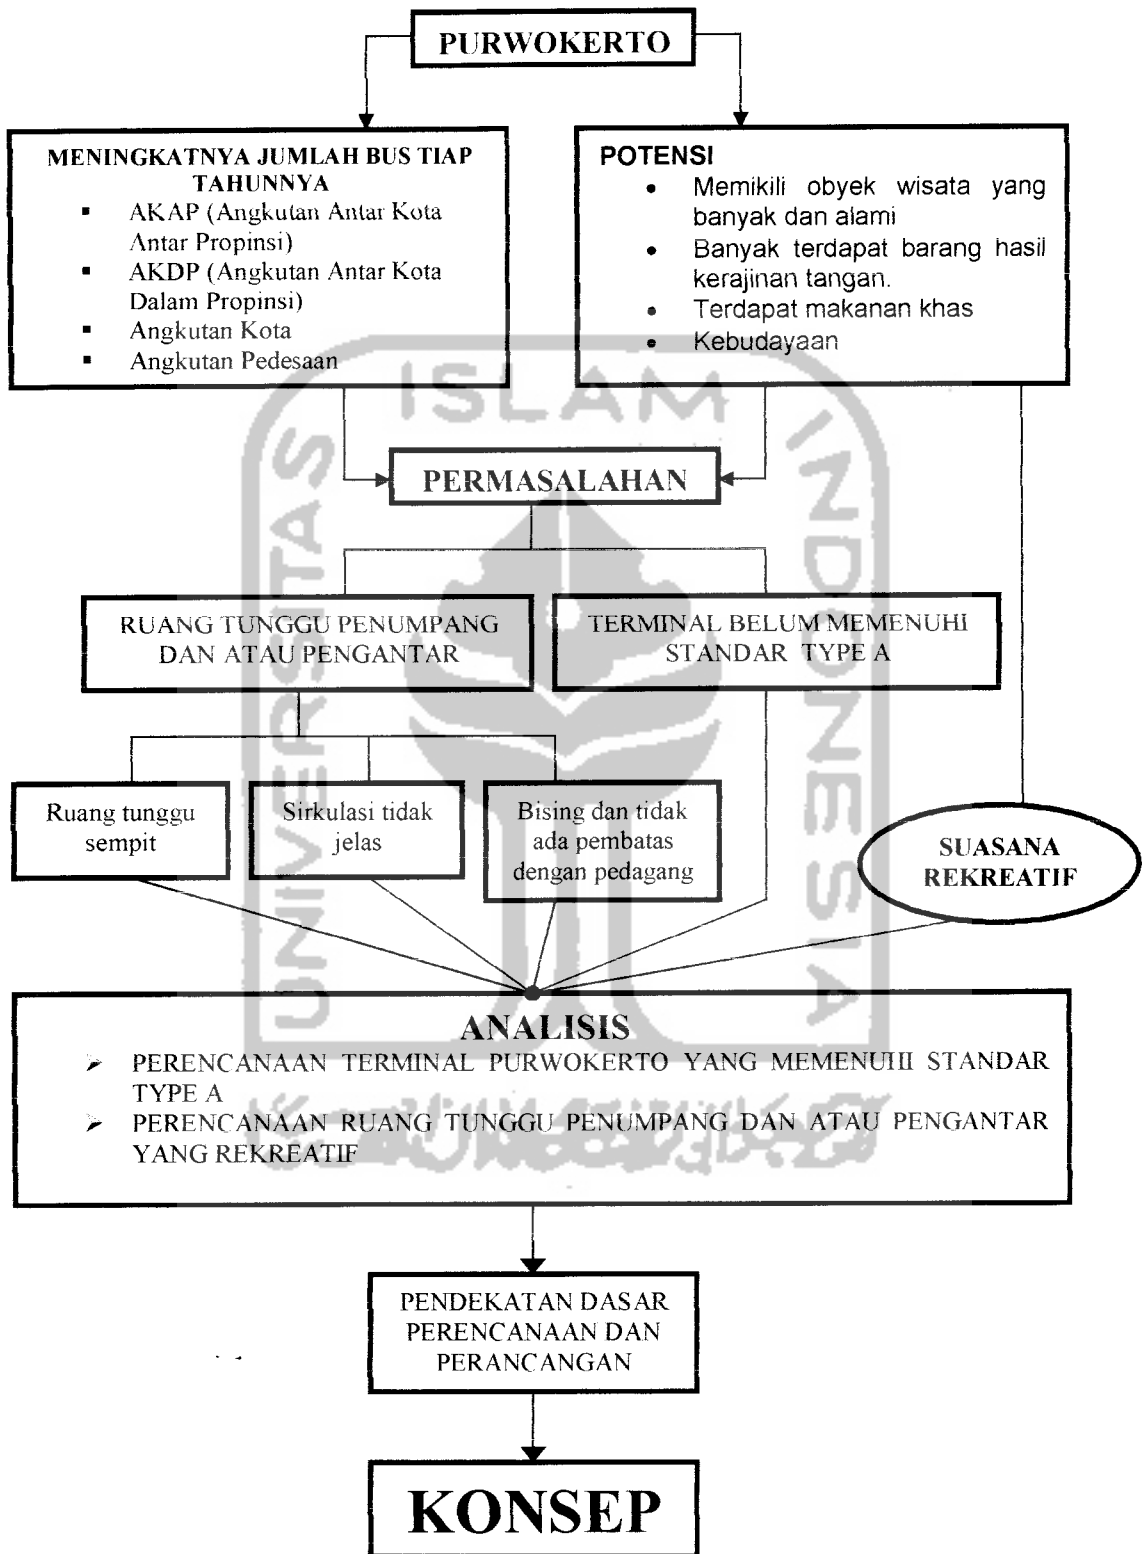 PURWOKERTO
MENINGKATNYA JUMLAH BUS TIAP
TAHUNNYA
▪ AKAP (Angkutan Antar Kota
Antar Propinsi)
▪ AKDP (Angkutan Antar Kota
Dalam Propinsi)
▪ Angkutan Kota
▪ Angkutan Pedesaan
POTENSI
• Memikili obyek wisata yang
banyak dan alami
• Banyak terdapat barang hasil
kerajinan tangan.
• Terdapat makanan khas
• Kebudayaan
PERMASALAHAN
RUANG TUNGGU PENUMPANG
DAN ATAU PENGANTAR
TERMINAL BELUM MEMENUHI
STANDAR TYPE A
Ruang tunggu
sempit
Sirkulasi tidak
jelas
Bising dan tidak
ada pembatas
dengan pedagang
SUASANA
REKREATIF
ANALISIS
➢ PERENCANAAN TERMINAL PURWOKERTO YANG MEMENUHI STANDAR
TYPE A
➢ PERENCANAAN RUANG TUNGGU PENUMPANG DAN ATAU PENGANTAR
YANG REKREATIF
PENDEKATAN DASAR
PERENCANAAN DAN
PERANCANGAN
KONSEP
UNIVERSITAS
ISLAM
INDONESIA